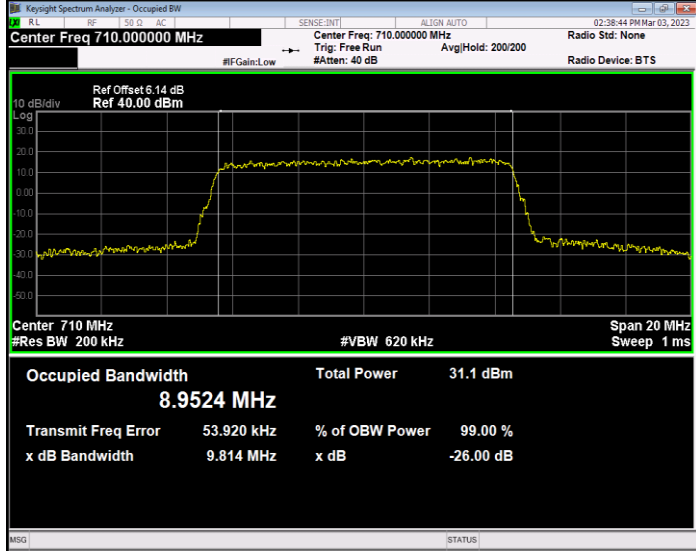 Keysight Spectrum Analyzer - Occupied BW
RL RF 50 Ω AC SENSE:INT ALIGN AUTO 02:38:44 PM Mar 03, 2023
Center Freq 710.000000 MHz Center Freq: 710.000000 MHz Radio Std: None
Trig: Free Run Avg|Hold: 200/200
#IFGain:Low #Atten: 40 dB Radio Device: BTS
Ref Offset 6.14 dB
10 dB/div Ref 40.00 dBm
Log
30.0
20.0
10.0
0.00
-10.0
-20.0
-30.0
-40.0
-50.0
Center 710 MHz Span 20 MHz
#Res BW 200 kHz #VBW 620 kHz Sweep 1 ms
Occupied Bandwidth Total Power 31.1 dBm
8.9524 MHz
Transmit Freq Error 53.920 kHz % of OBW Power 99.00 %
x dB Bandwidth 9.814 MHz x dB -26.00 dB
MSG STATUS